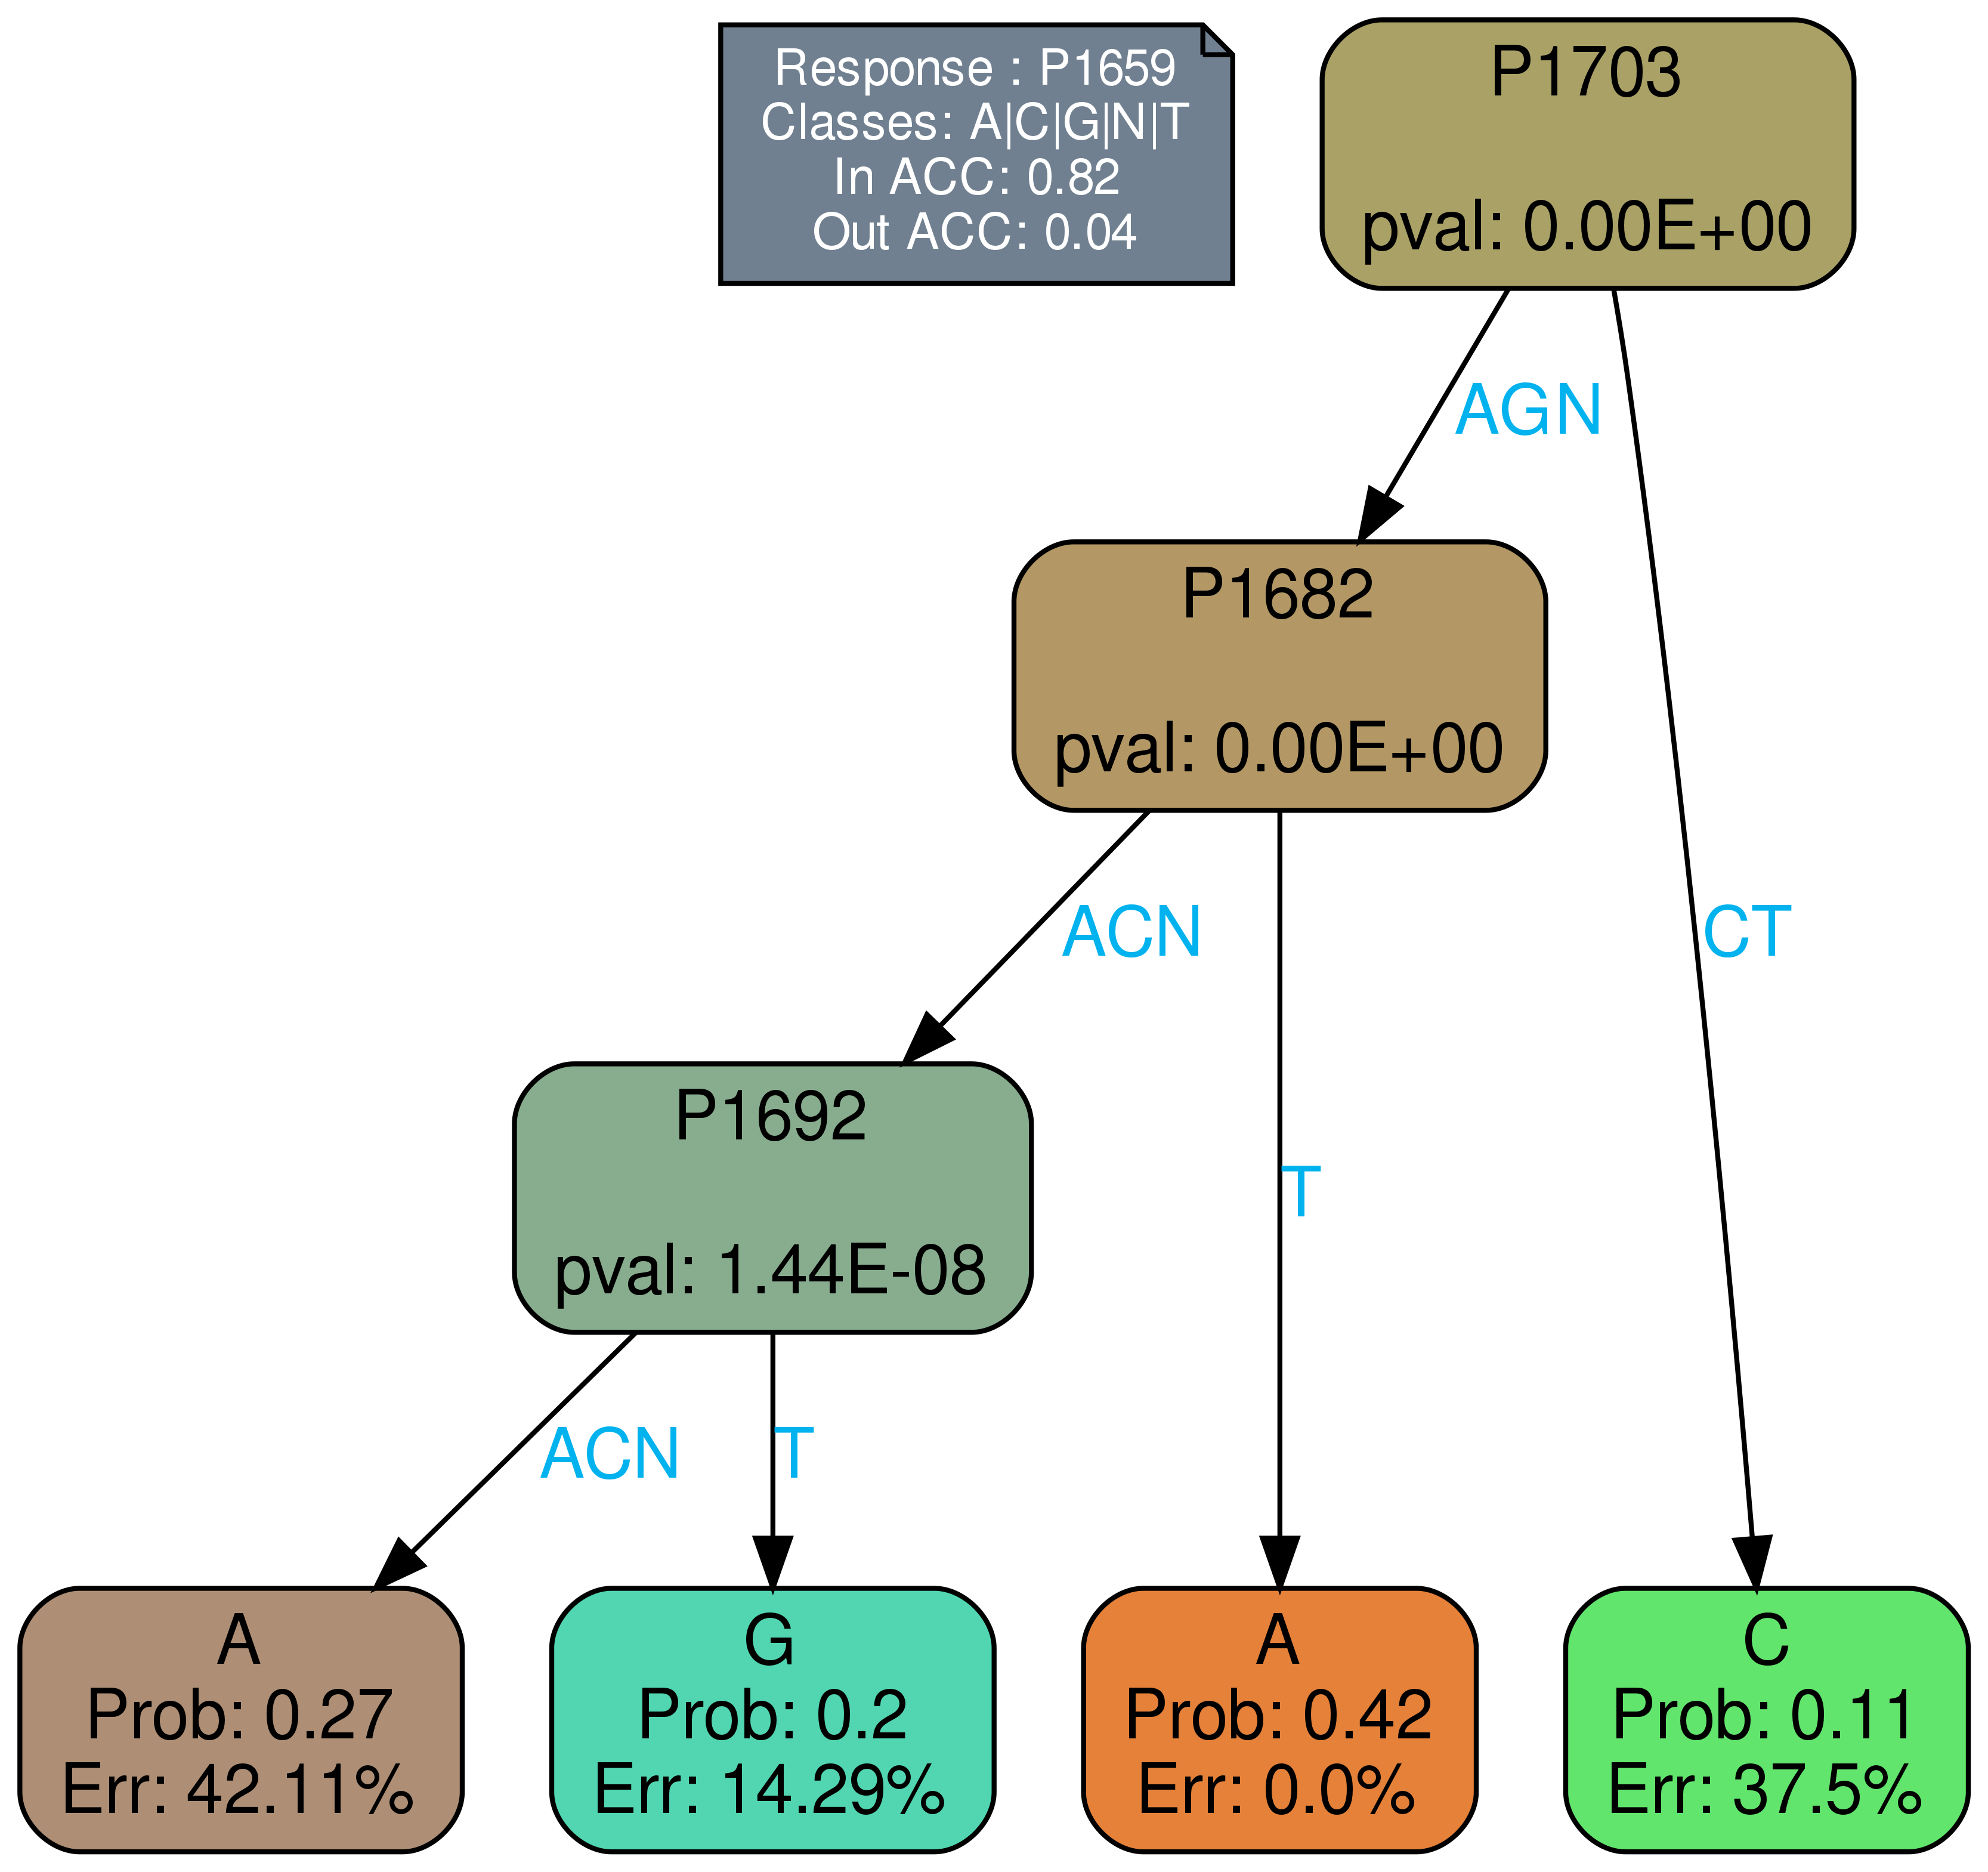 Response : P1659
Classes: A|C|G|N|T
In ACC: 0.82
Out ACC: 0.04
P1703
pval: 0.00E+00
AGN
P1682
pval: 0.00E+00
ACN
CT
P1692
pval: 1.44E-08
T
ACN
T
A
Prob: 0.27
Err: 42.11%
G
Prob: 0.2
Err: 14.29%
A
Prob: 0.42
Err: 0.0%
C
Prob: 0.11
Err: 37.5%